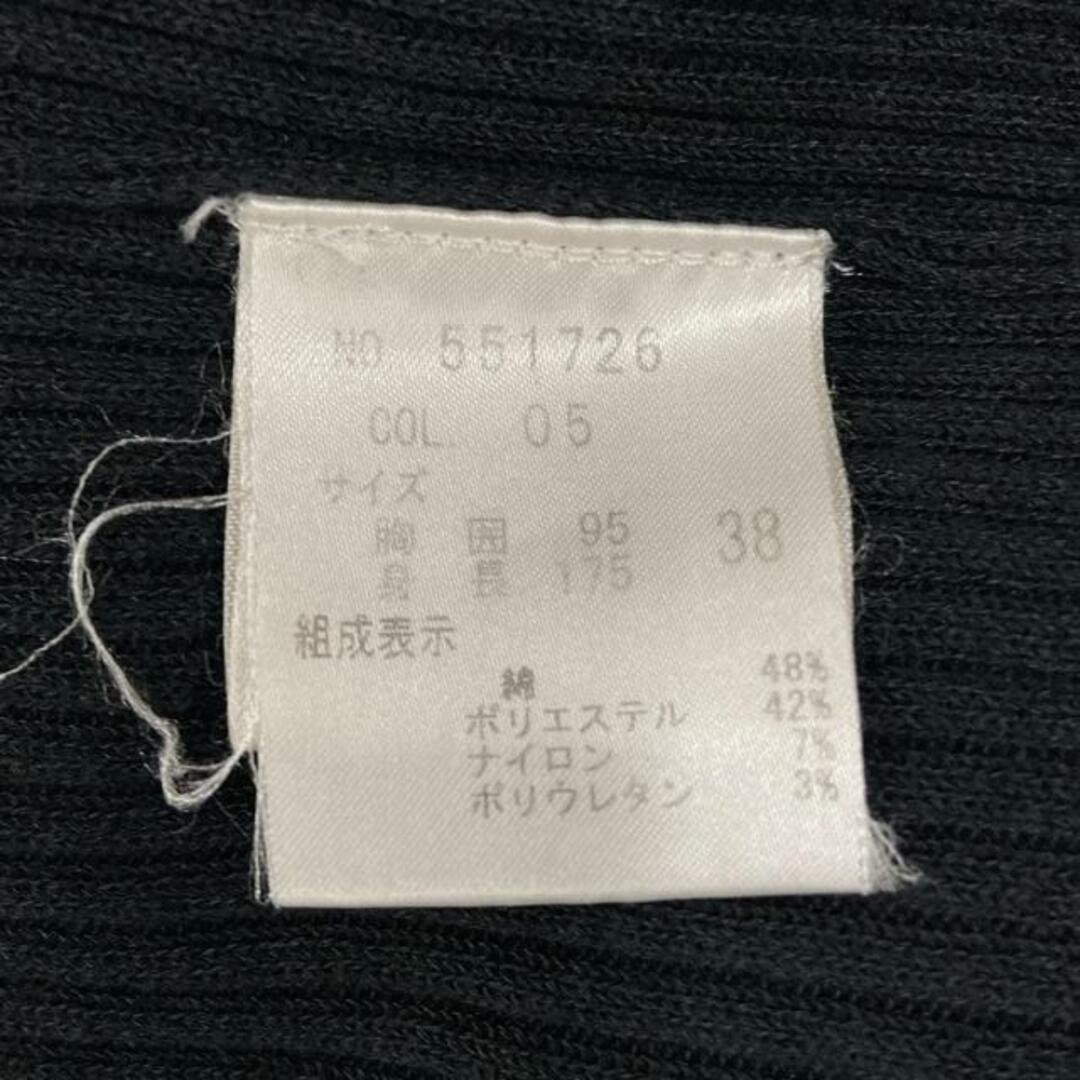 NO 551726
COL 05
サイズ
胸 囲 95 38
身 長 175
組成表示
綿 48%
ポリエステル 42%
ナイロン 7%
ポリウレタン 3%